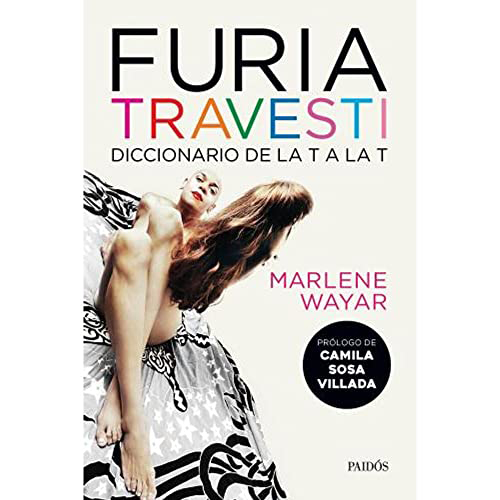 FURIA
TRAVESTI
DICCIONARIO DE LA T A LA T
MARLENE
WAYAR
PRÓLOGO DE
CAMILA
SOSA
VILLADA
PAIDÓS